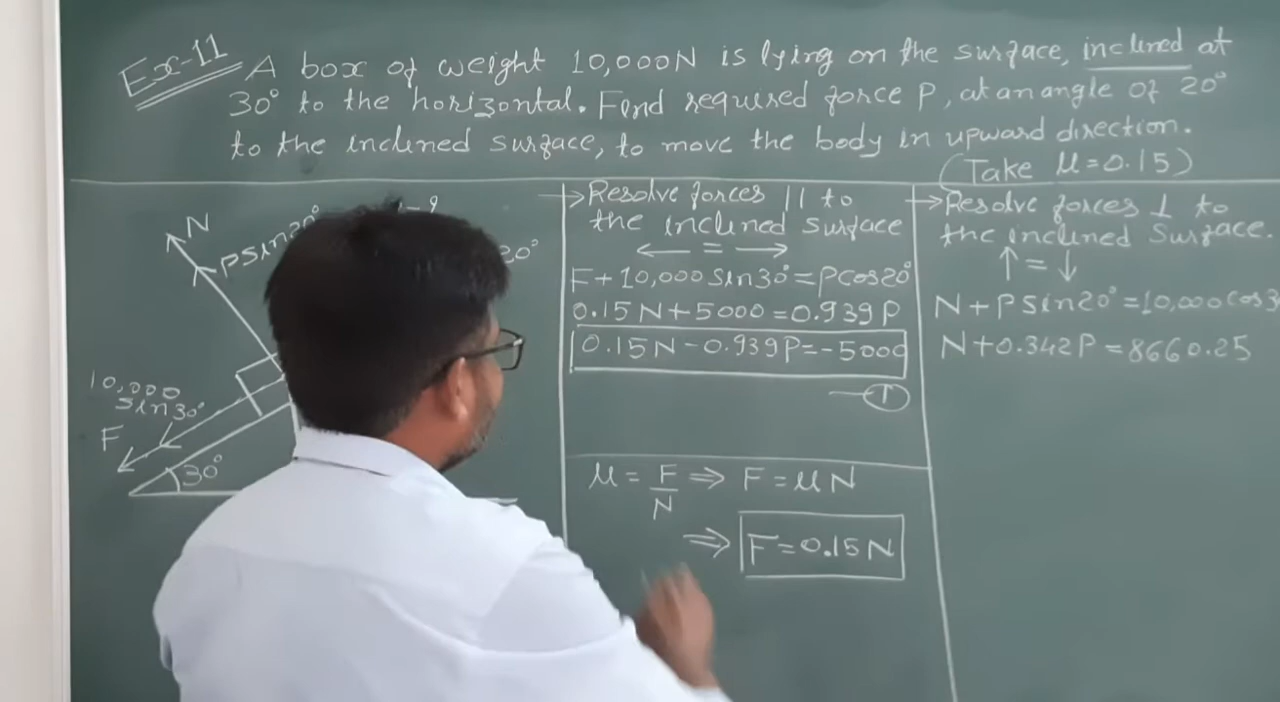 Ex-11 A box of weight 10,000N is lying on the surface, inclined at
30° to the horizontal. Find required force P, at an angle of 20°
to the inclined surface, to move the body in upward direction.
(Take μ=0.15)
N
Psin20°
20°
10,000
sin30°
F
30°
→ Resolve forces || to
the inclined surface
← = →
F+10,000 sin30°=Pcos20°
0.15N+5000=0.939P
0.15N-0.939P=-5000
1
μ = F/N ⇒ F=μN
⇒ F=0.15N
→ Resolve forces ⊥ to
the inclined surface.
↑=↓
N+Psin20°=10,000cos3
N+0.342P=8660.25